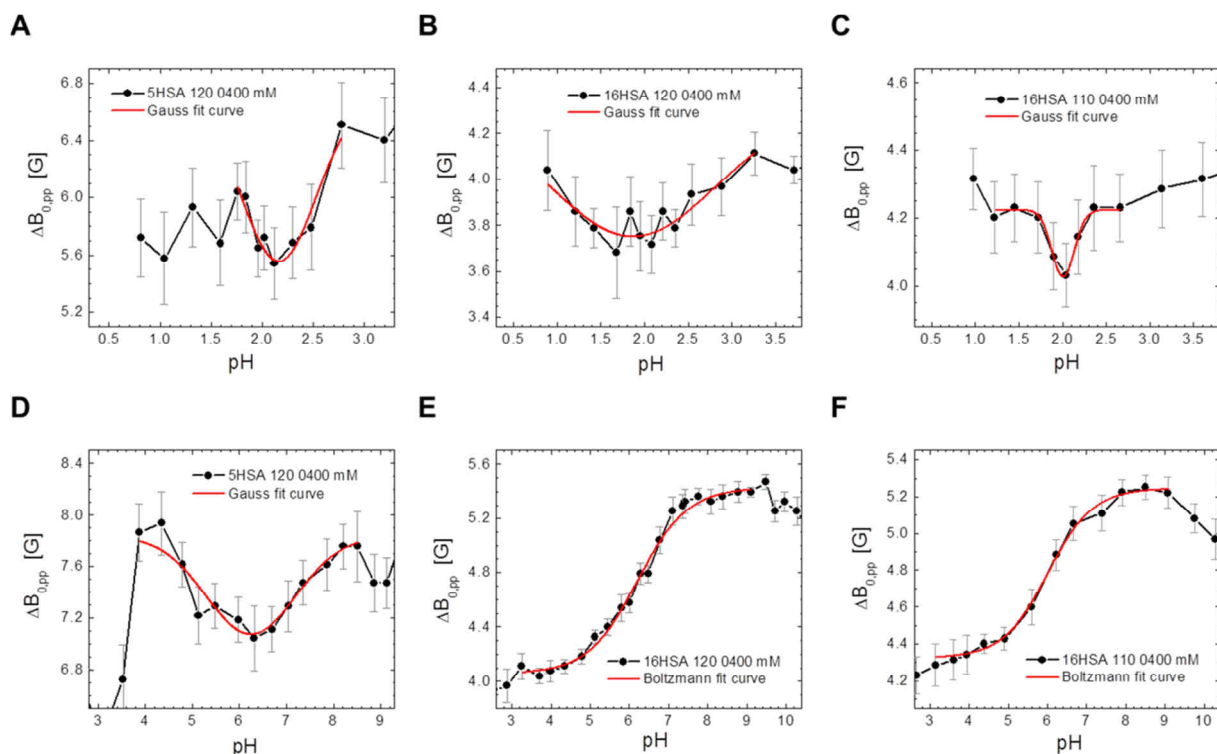 A
B
C
6.8
6.4
6.0
5.6
5.2
ΔB0,pp [G]
5HSA 120 0400 mM
Gauss fit curve
0.5 1.0 1.5 2.0 2.5 3.0
pH
4.4
4.2
4.0
3.8
3.6
3.4
ΔB0,pp [G]
16HSA 120 0400 mM
Gauss fit curve
0.5 1.0 1.5 2.0 2.5 3.0 3.5
pH
4.6
4.4
4.2
4.0
ΔB0,pp [G]
16HSA 110 0400 mM
Gauss fit curve
0.5 1.0 1.5 2.0 2.5 3.0 3.5
pH
D
E
F
8.4
8.0
7.6
7.2
6.8
ΔB0,pp [G]
5HSA 120 0400 mM
Gauss fit curve
3 4 5 6 7 8 9
pH
5.6
5.2
4.8
4.4
4.0
ΔB0,pp [G]
16HSA 120 0400 mM
Boltzmann fit curve
3 4 5 6 7 8 9 10
pH
5.4
5.2
5.0
4.8
4.6
4.4
4.2
ΔB0,pp [G]
16HSA 110 0400 mM
Boltzmann fit curve
3 4 5 6 7 8 9 10
pH